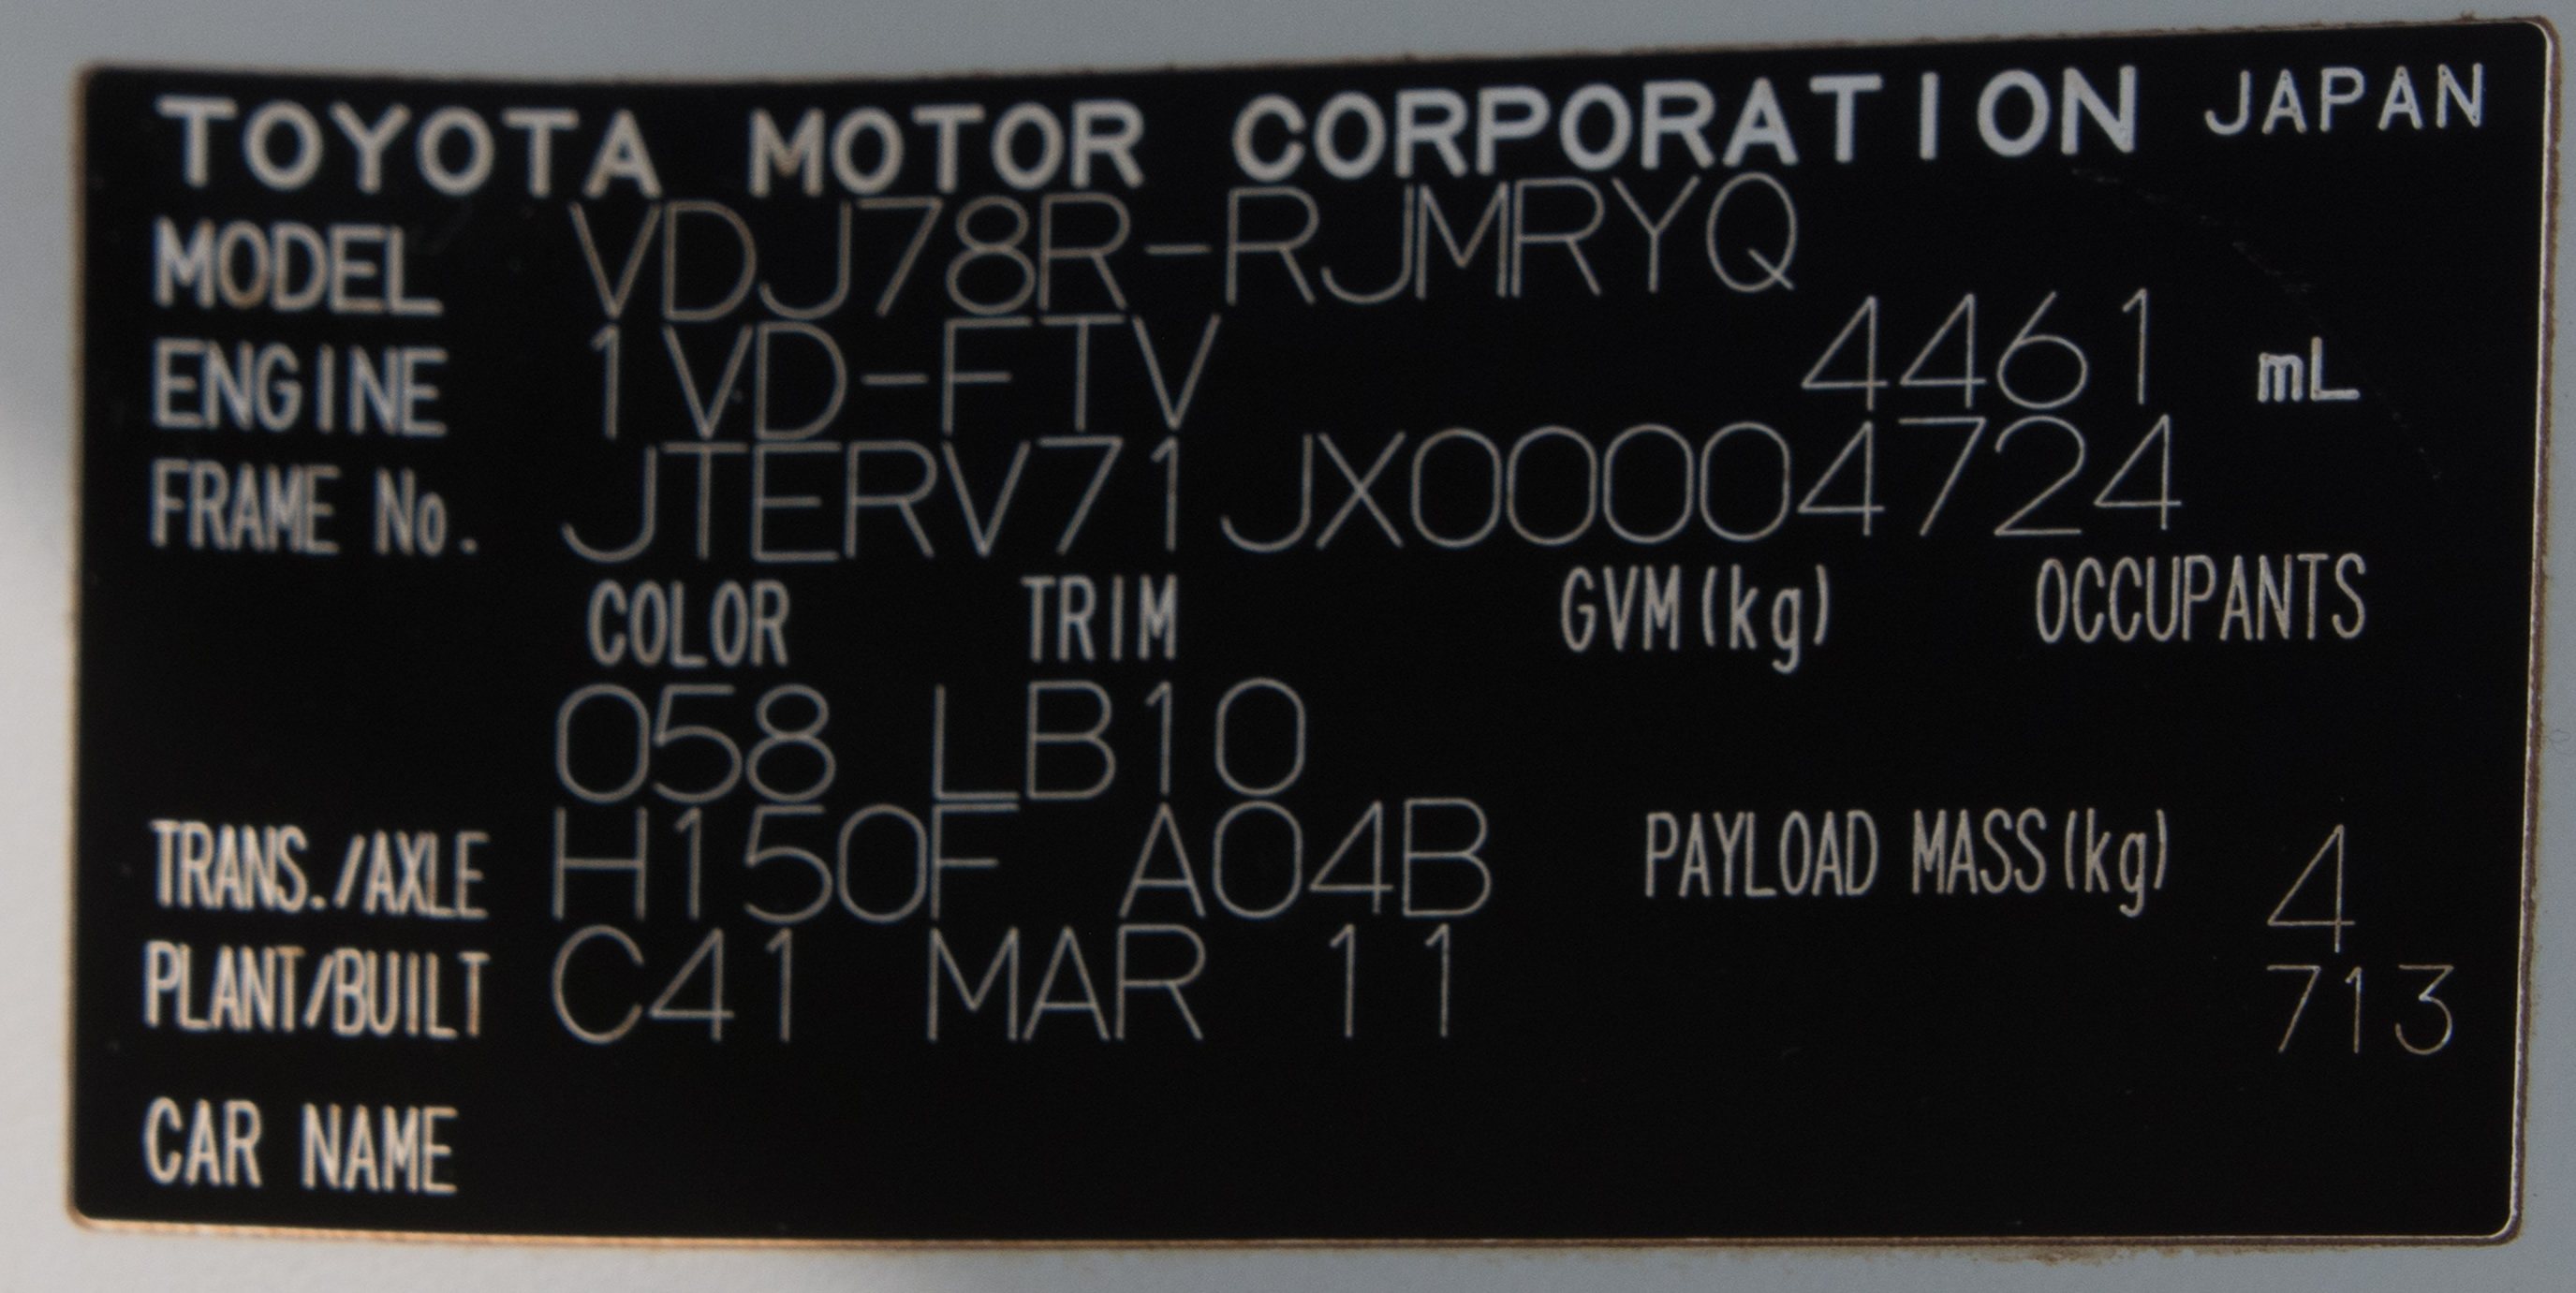 TOYOTA MOTOR CORPORATION JAPAN
MODEL VDJ78R-RJMRYQ
ENGINE 1VD-FTV 4461 mL
FRAME No. JTERV71JX00004724
COLOR TRIM GVM(kg) OCCUPANTS
058 LB10
TRANS./AXLE H150F A04B PAYLOAD MASS(kg) 4
PLANT/BUILT C41 MAR 11 713
CAR NAME